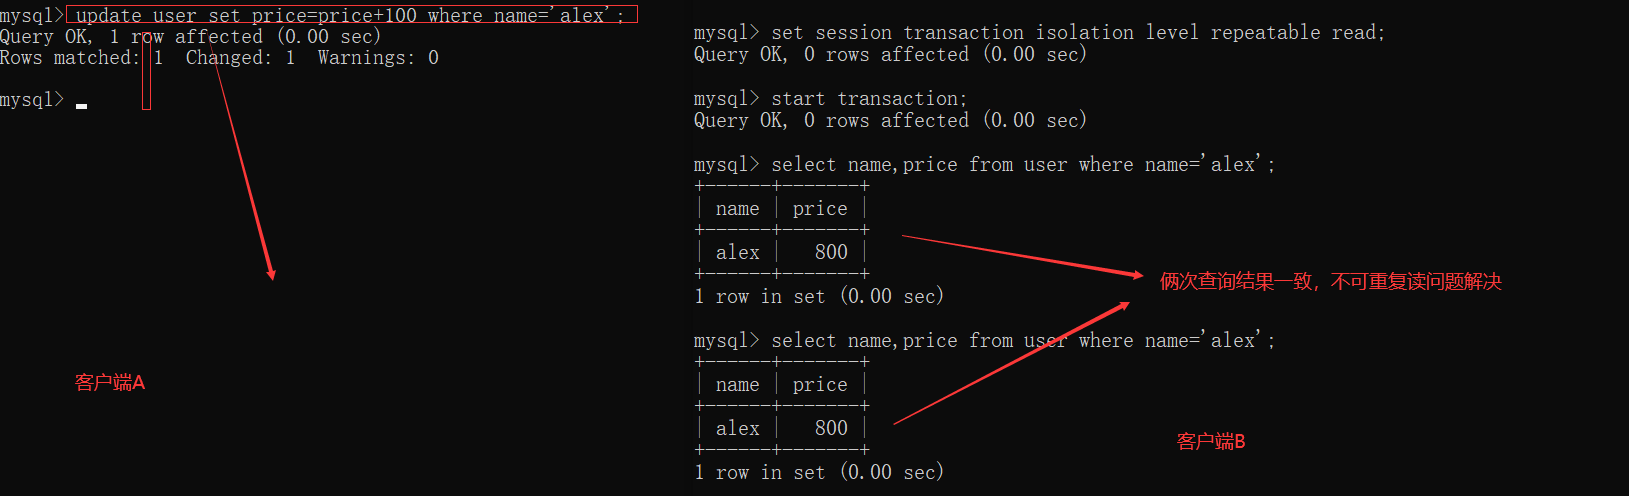 mysql> update user set price=price+100 where name='alex';
Query OK, 1 row affected (0.00 sec)
Rows matched: 1  Changed: 1  Warnings: 0
mysql>
客户端A
mysql> set session transaction isolation level repeatable read;
Query OK, 0 rows affected (0.00 sec)
mysql> start transaction;
Query OK, 0 rows affected (0.00 sec)
mysql> select name,price from user where name='alex';
+------+-------+
| name | price |
+------+-------+
| alex |   800 |
+------+-------+
1 row in set (0.00 sec)
mysql> select name,price from user where name='alex';
+------+-------+
| name | price |
+------+-------+
| alex |   800 |
+------+-------+
1 row in set (0.00 sec)
俩次查询结果一致，不可重复读问题解决
客户端B